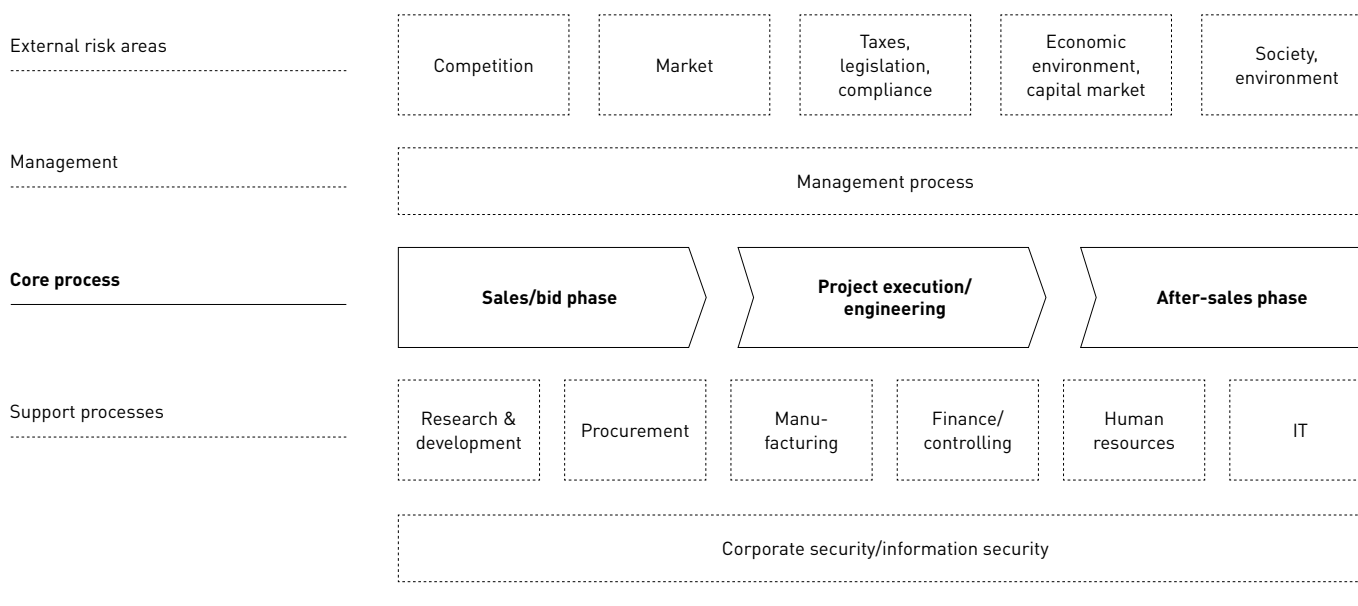 External risk areas
Competition
Market
Taxes,
legislation,
compliance
Economic
environment,
capital market
Society,
environment
Management
Management process
Core process
Sales/bid phase
Project execution/
engineering
After-sales phase
Support processes
Research &
development
Procurement
Manu-
facturing
Finance/
controlling
Human
resources
IT
Corporate security/information security